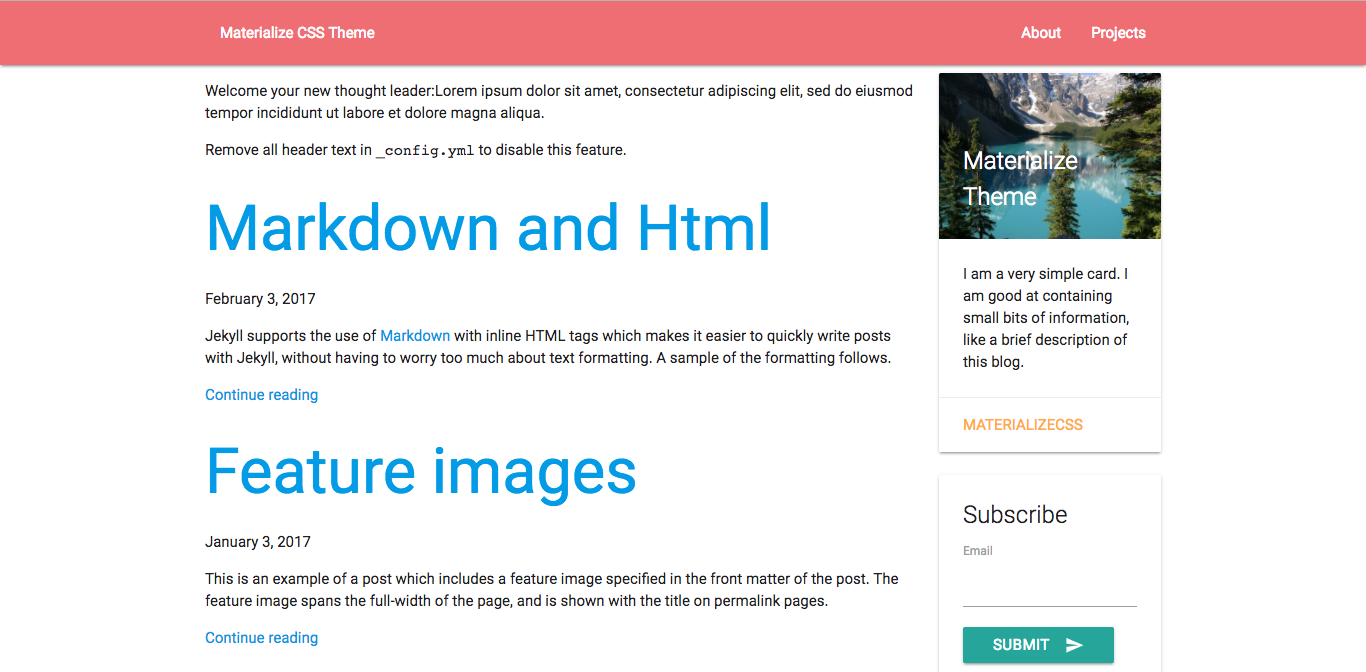 Materialize CSS Theme
About
Projects
Welcome your new thought leader:Lorem ipsum dolor sit amet, consectetur adipiscing elit, sed do eiusmod
tempor incididunt ut labore et dolore magna aliqua.
Remove all header text in _config.yml to disable this feature.
Markdown and Html
February 3, 2017
Jekyll supports the use of Markdown with inline HTML tags which makes it easier to quickly write posts
with Jekyll, without having to worry too much about text formatting. A sample of the formatting follows.
Continue reading
Feature images
January 3, 2017
This is an example of a post which includes a feature image specified in the front matter of the post. The
feature image spans the full-width of the page, and is shown with the title on permalink pages.
Continue reading
Materialize
Theme
I am a very simple card. I
am good at containing
small bits of information,
like a brief description of
this blog.
MATERIALIZECSS
Subscribe
Email
SUBMIT